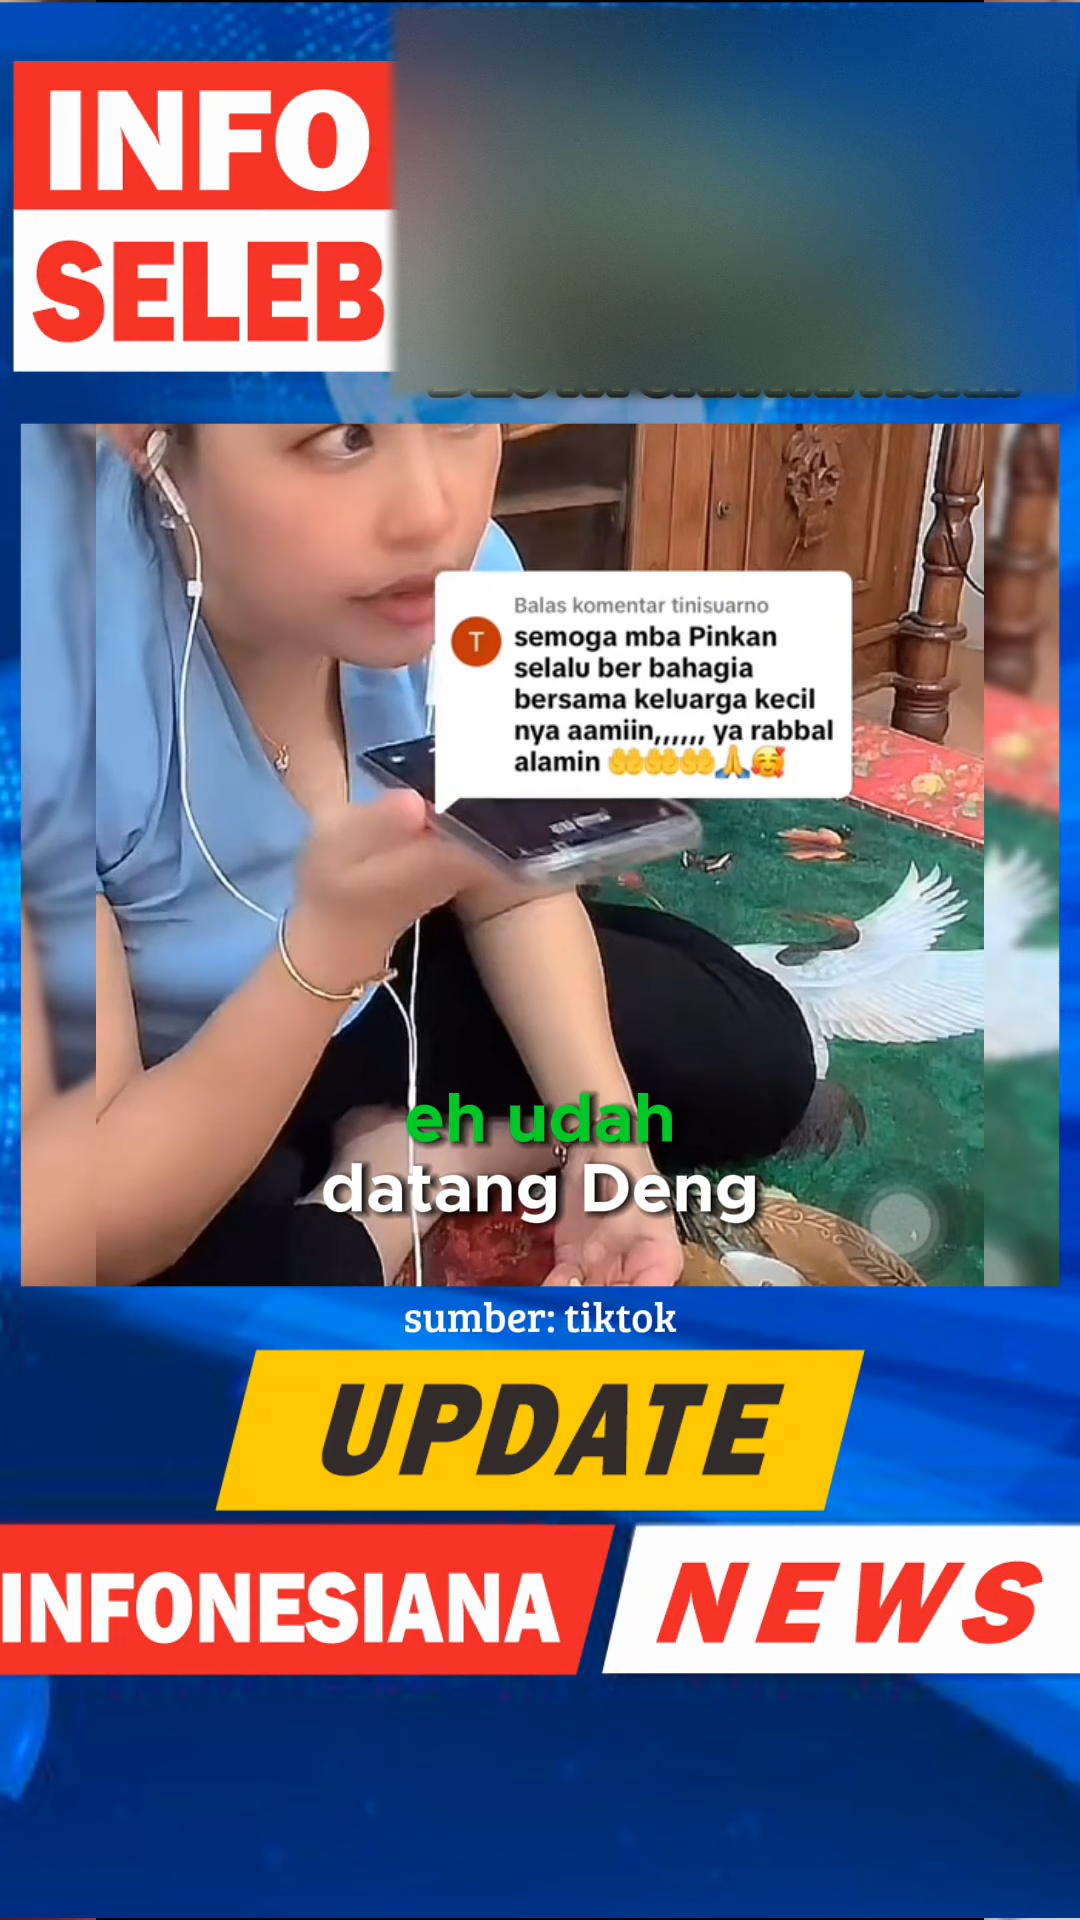 INFO
SELEB
Balas komentar tinisuarno
T
semoga mba Pinkan
selalu ber bahagia
bersama keluarga kecil
nya aamiin,,,,,, ya rabbal
alamin 🤲🤲🤲🙏🥰
eh udah
datang Deng
sumber: tiktok
UPDATE
INFONESIANA
NEWS